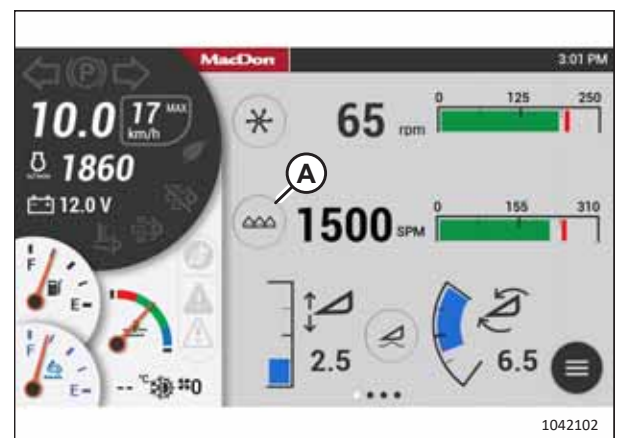 MacDon 3:01 PM
P
10.0 17 MAX km/h
1860
12.0 V
65 rpm 0 125 250
A
1500 SPM 0 155 310
F
E
F
E
-- °C 0
2.5
6.5
1042102